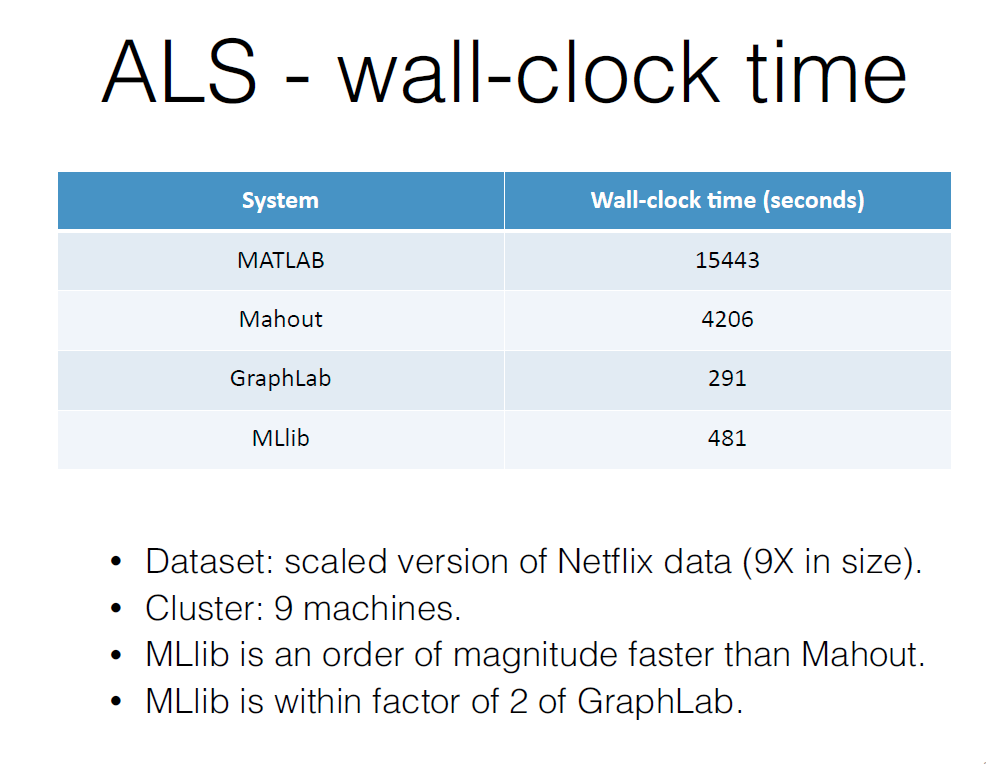 ALS - wall-clock time
System Wall-clock time (seconds)
MATLAB 15443
Mahout 4206
GraphLab 291
MLlib 481
• Dataset: scaled version of Netflix data (9X in size).
• Cluster: 9 machines.
• MLlib is an order of magnitude faster than Mahout.
• MLlib is within factor of 2 of GraphLab.